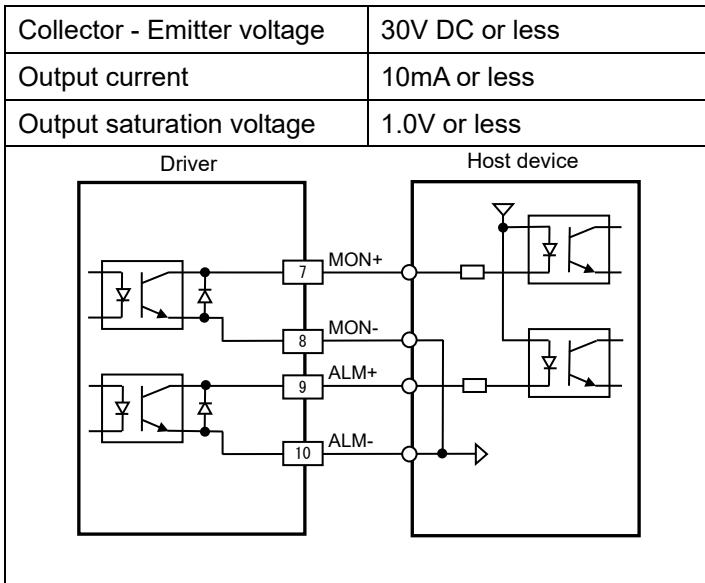 Collector - Emitter voltage 30V DC or less
Output current 10mA or less
Output saturation voltage 1.0V or less
Driver Host device
7 MON+
8 MON-
9 ALM+
10 ALM-